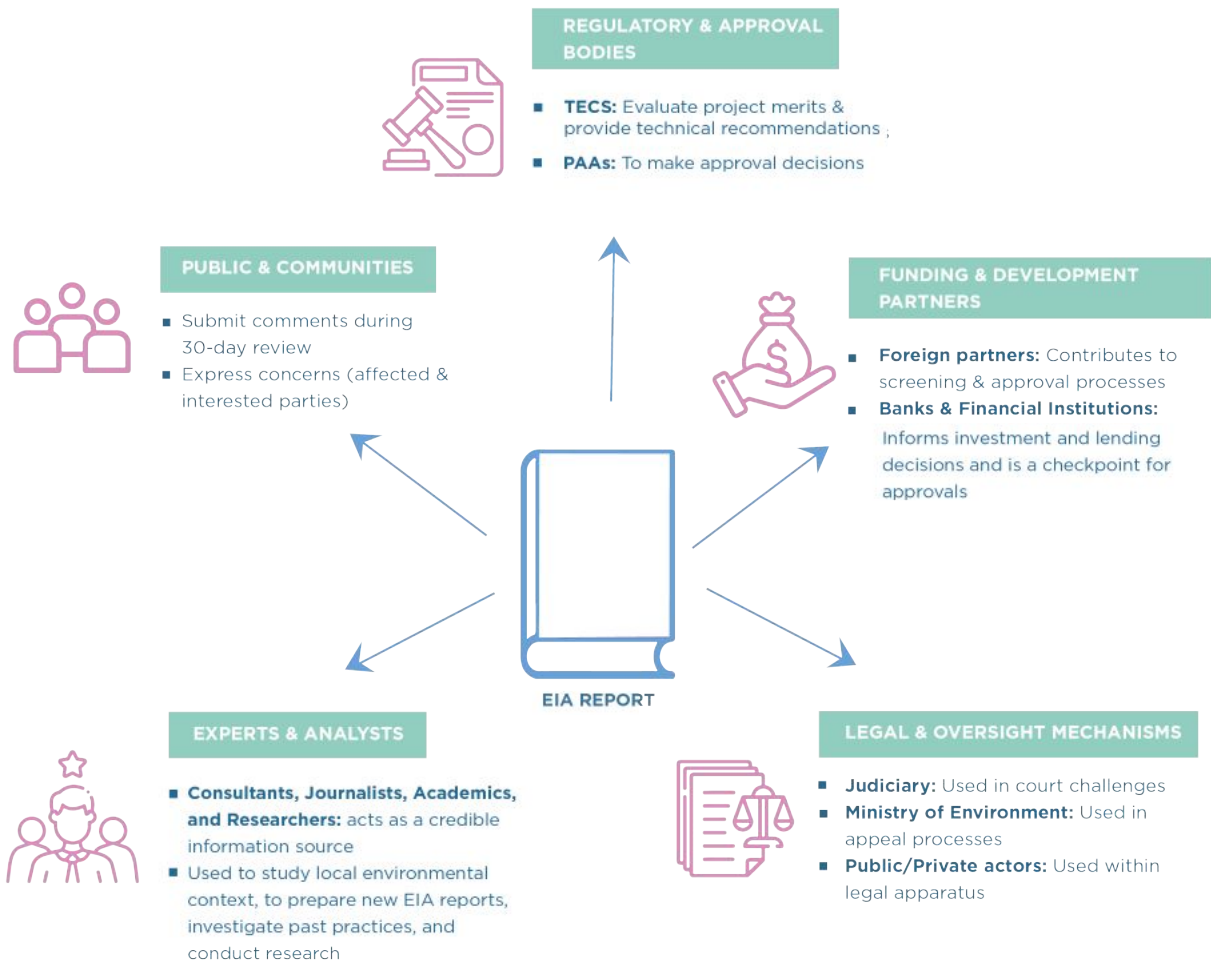 REGULATORY & APPROVAL
BODIES
■ TECS: Evaluate project merits &
provide technical recommendations ;
■ PAAs: To make approval decisions
PUBLIC & COMMUNITIES
■ Submit comments during
30-day review
■ Express concerns (affected &
interested parties)
FUNDING & DEVELOPMENT
PARTNERS
$
■ Foreign partners: Contributes to
screening & approval processes
■ Banks & Financial Institutions:
Informs investment and lending
decisions and is a checkpoint for
approvals
EIA REPORT
EXPERTS & ANALYSTS
■ Consultants, Journalists, Academics,
and Researchers: acts as a credible
information source
■ Used to study local environmental
context, to prepare new EIA reports,
investigate past practices, and
conduct research
LEGAL & OVERSIGHT MECHANISMS
■ Judiciary: Used in court challenges
■ Ministry of Environment: Used in
appeal processes
■ Public/Private actors: Used within
legal apparatus